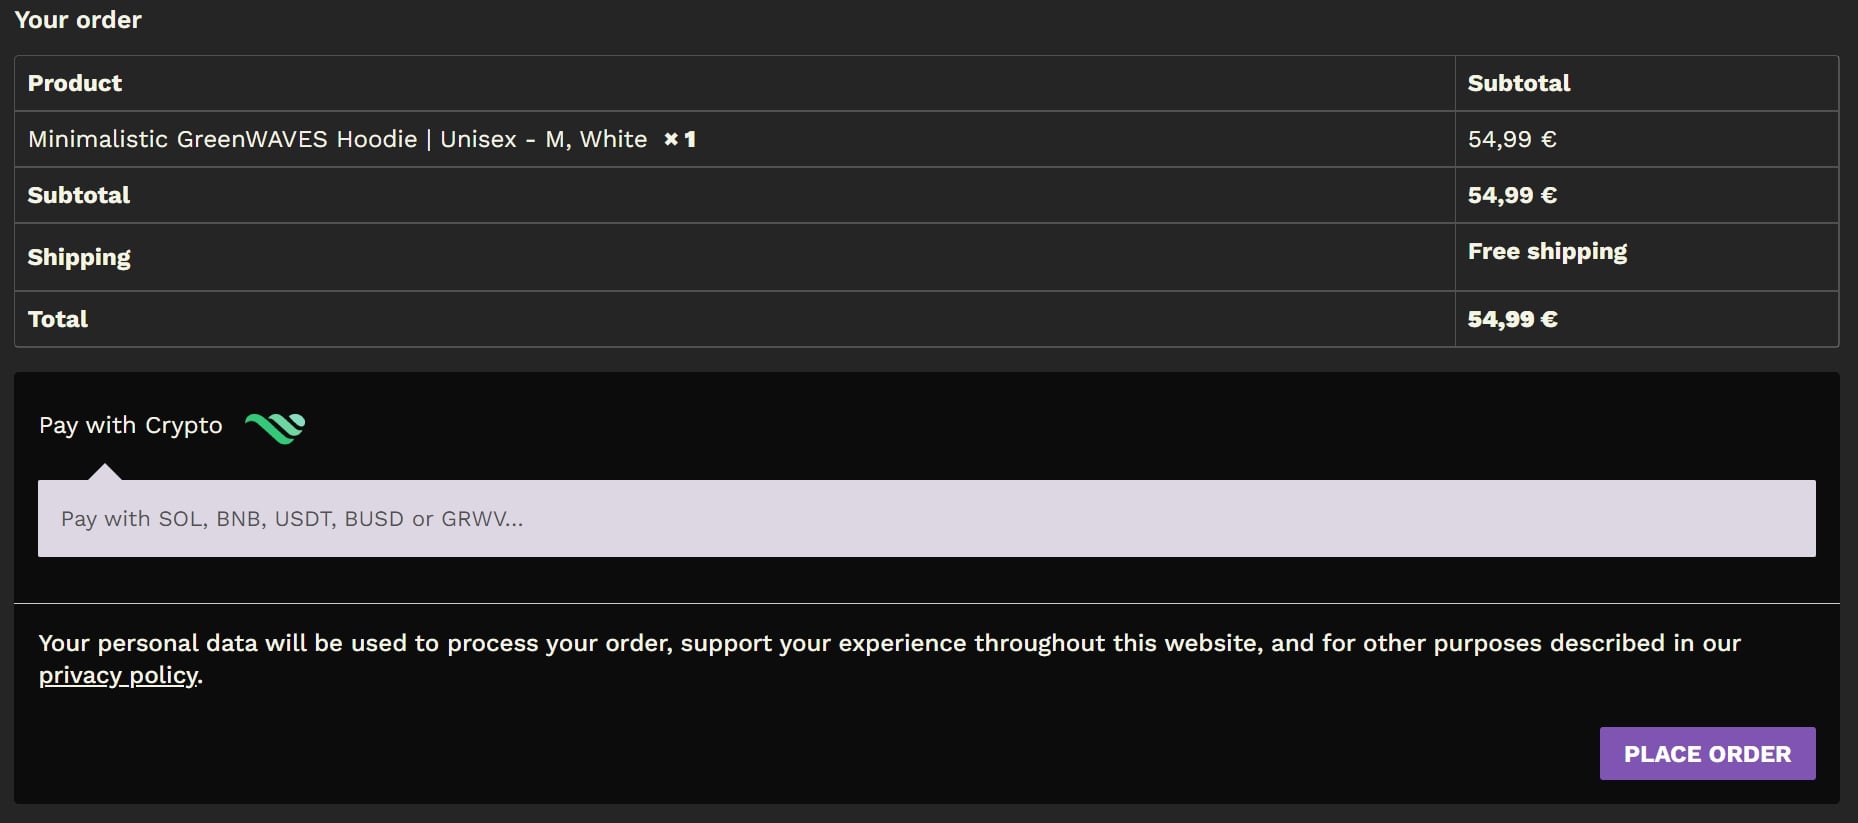 Your order
Product Subtotal
Minimalistic GreenWAVES Hoodie | Unisex - M, White × 1 54,99 €
Subtotal 54,99 €
Shipping Free shipping
Total 54,99 €
Pay with Crypto
Pay with SOL, BNB, USDT, BUSD or GRWV...
Your personal data will be used to process your order, support your experience throughout this website, and for other purposes described in our
privacy policy.
PLACE ORDER